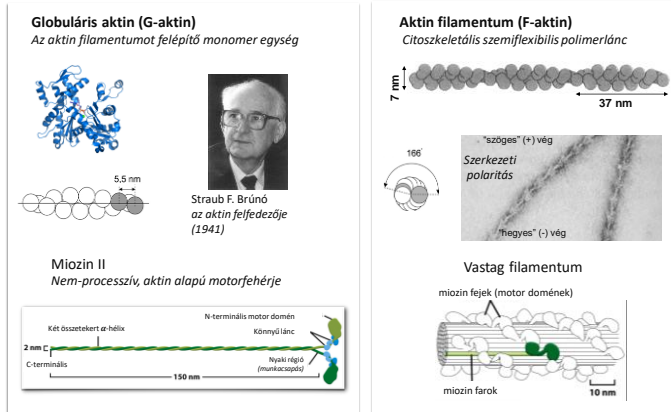 Globuláris aktin (G-aktin)
Az aktin filamentumot felépítő monomer egység
5,5 nm
Straub F. Brúnó
az aktin felfedezője
(1941)
Miozin II
Nem-processzív, aktin alapú motorfehérje
N-terminális motor domén
Két összetekert α-hélix
Könnyű lánc
2 nm
C-terminális
Nyaki régió
(munkacsapás)
150 nm
Aktin filamentum (F-aktin)
Citoszkeletális szemiflexibilis polimerlánc
7 nm
37 nm
166°
"szöges" (+) vég
Szerkezeti
polaritás
"hegyes" (-) vég
Vastag filamentum
miozin fejek (motor domének)
miozin farok
10 nm